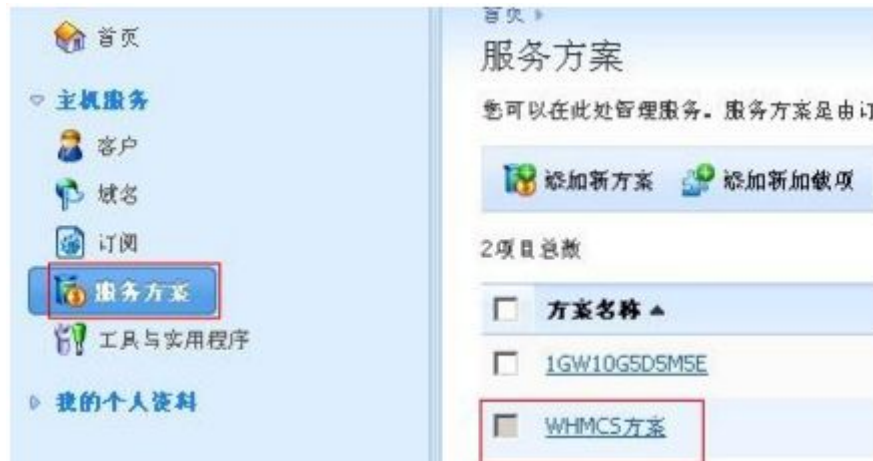 首页
主机服务
客户
域名
订阅
服务方案
工具与实用程序
我的个人资料
首页
服务方案
您可以在此处管理服务。服务方案是由订
添加新方案 添加新加载项
2项目总数
方案名称
1GW10G5D5M5E
WHMCS方案